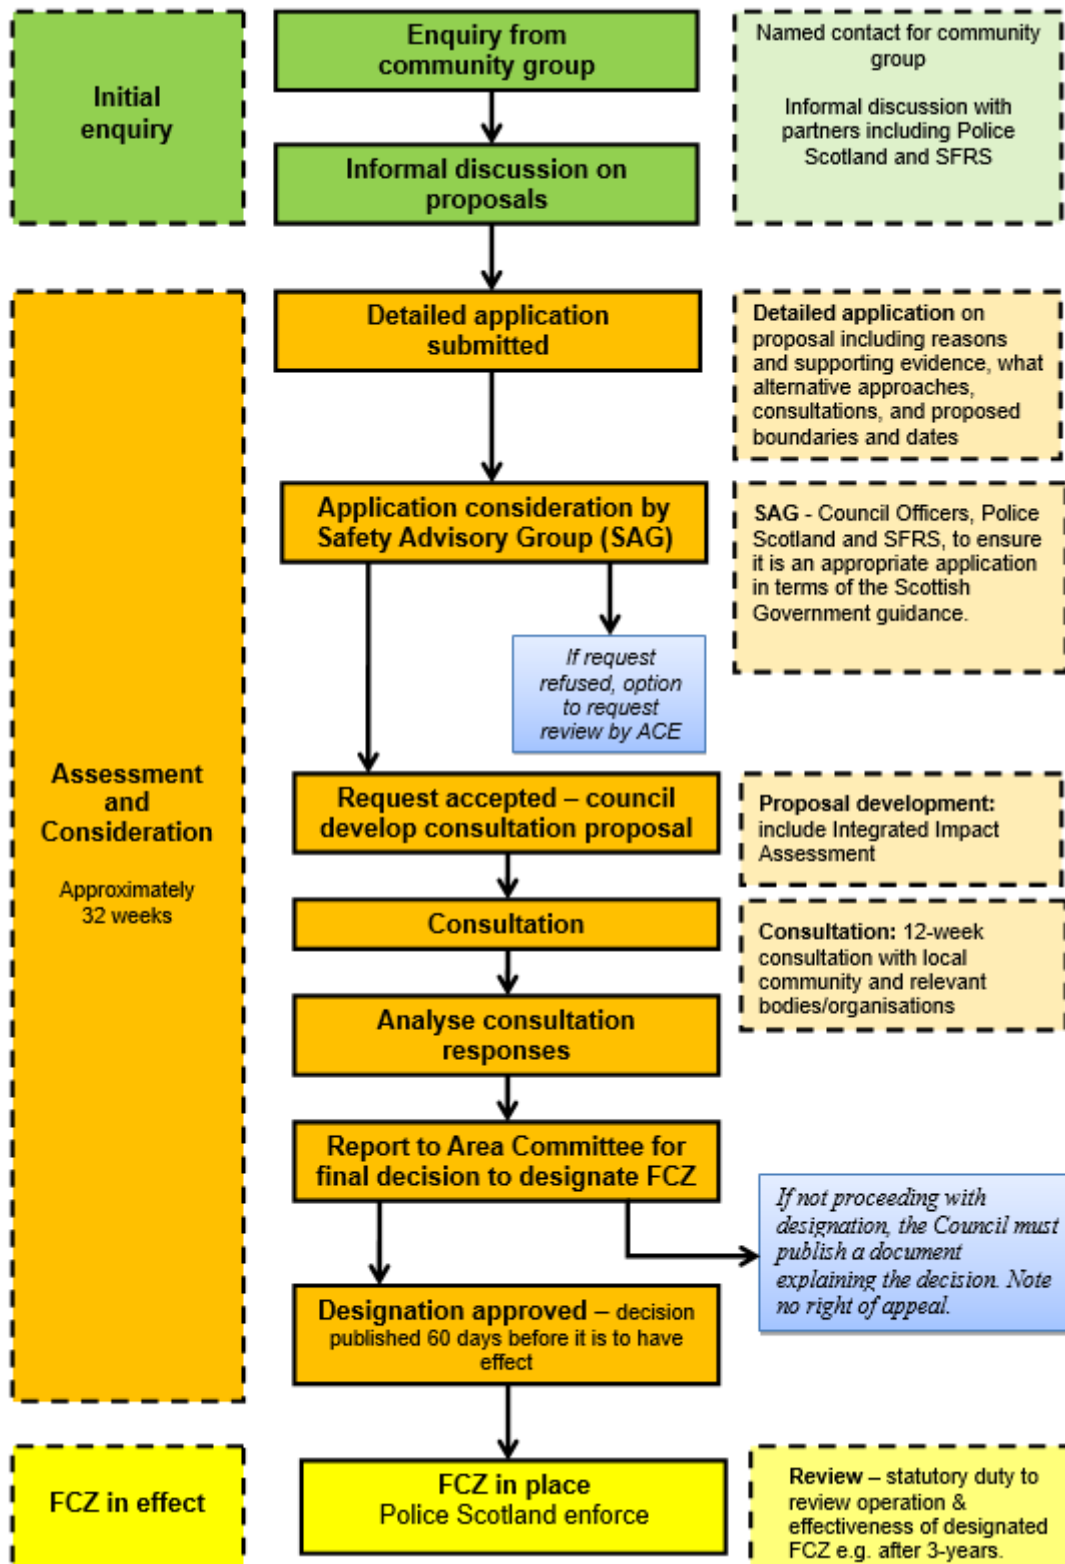 Initial
enquiry
Enquiry from
community group
Informal discussion on
proposals
Named contact for community
group
Informal discussion with
partners including Police
Scotland and SFRS
Assessment
and
Consideration
Approximately
32 weeks
Detailed application
submitted
Detailed application on
proposal including reasons
and supporting evidence, what
alternative approaches,
consultations, and proposed
boundaries and dates
Application consideration by
Safety Advisory Group (SAG)
SAG - Council Officers, Police
Scotland and SFRS, to ensure
it is an appropriate application
in terms of the Scottish
Government guidance.
If request
refused, option
to request
review by ACE
Request accepted – council
develop consultation proposal
Proposal development:
include Integrated Impact
Assessment
Consultation
Consultation: 12-week
consultation with local
community and relevant
bodies/organisations
Analyse consultation
responses
Report to Area Committee for
final decision to designate FCZ
If not proceeding with
designation, the Council must
publish a document
explaining the decision. Note
no right of appeal.
Designation approved – decision
published 60 days before it is to have
effect
FCZ in effect
FCZ in place
Police Scotland enforce
Review – statutory duty to
review operation &
effectiveness of designated
FCZ e.g. after 3-years.